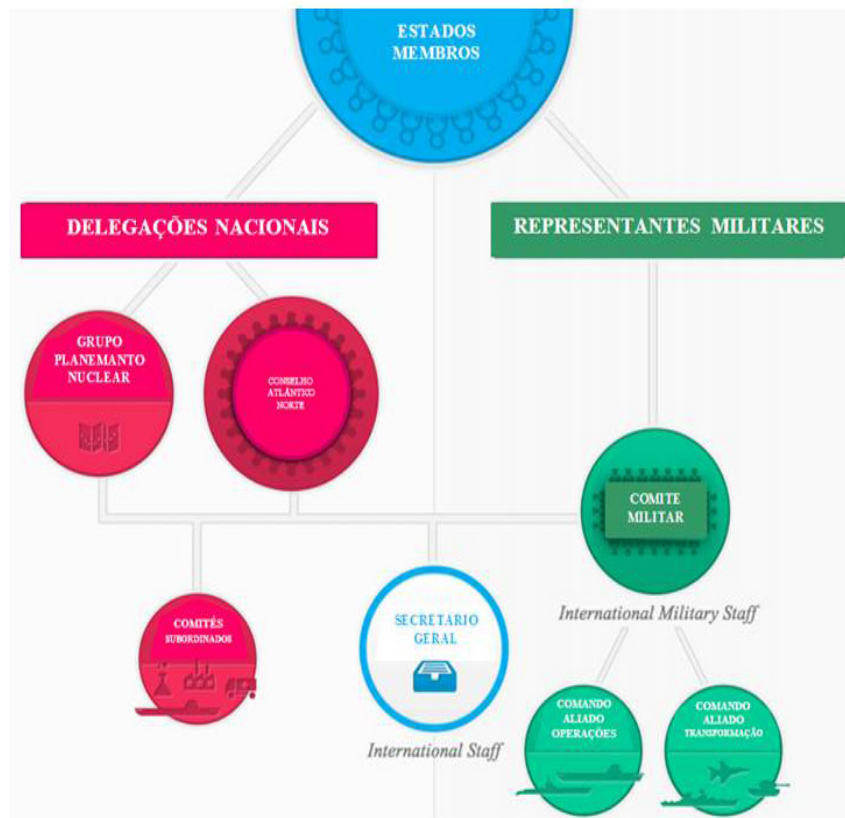 ESTADOS
MEMBROS
DELEGAÇÕES NACIONAIS
REPRESENTANTES MILITARES
GRUPO
PLANEMANTO
NUCLEAR
CONSELHO
ATLÂNTICO
NORTE
COMITE
MILITAR
International Military Staff
COMITÉS
SUBORDINADOS
SECRETARIO
GERAL
International Staff
COMANDO
ALIADO
OPERAÇÕES
COMANDO
ALIADO
TRANSFORMAÇÃO